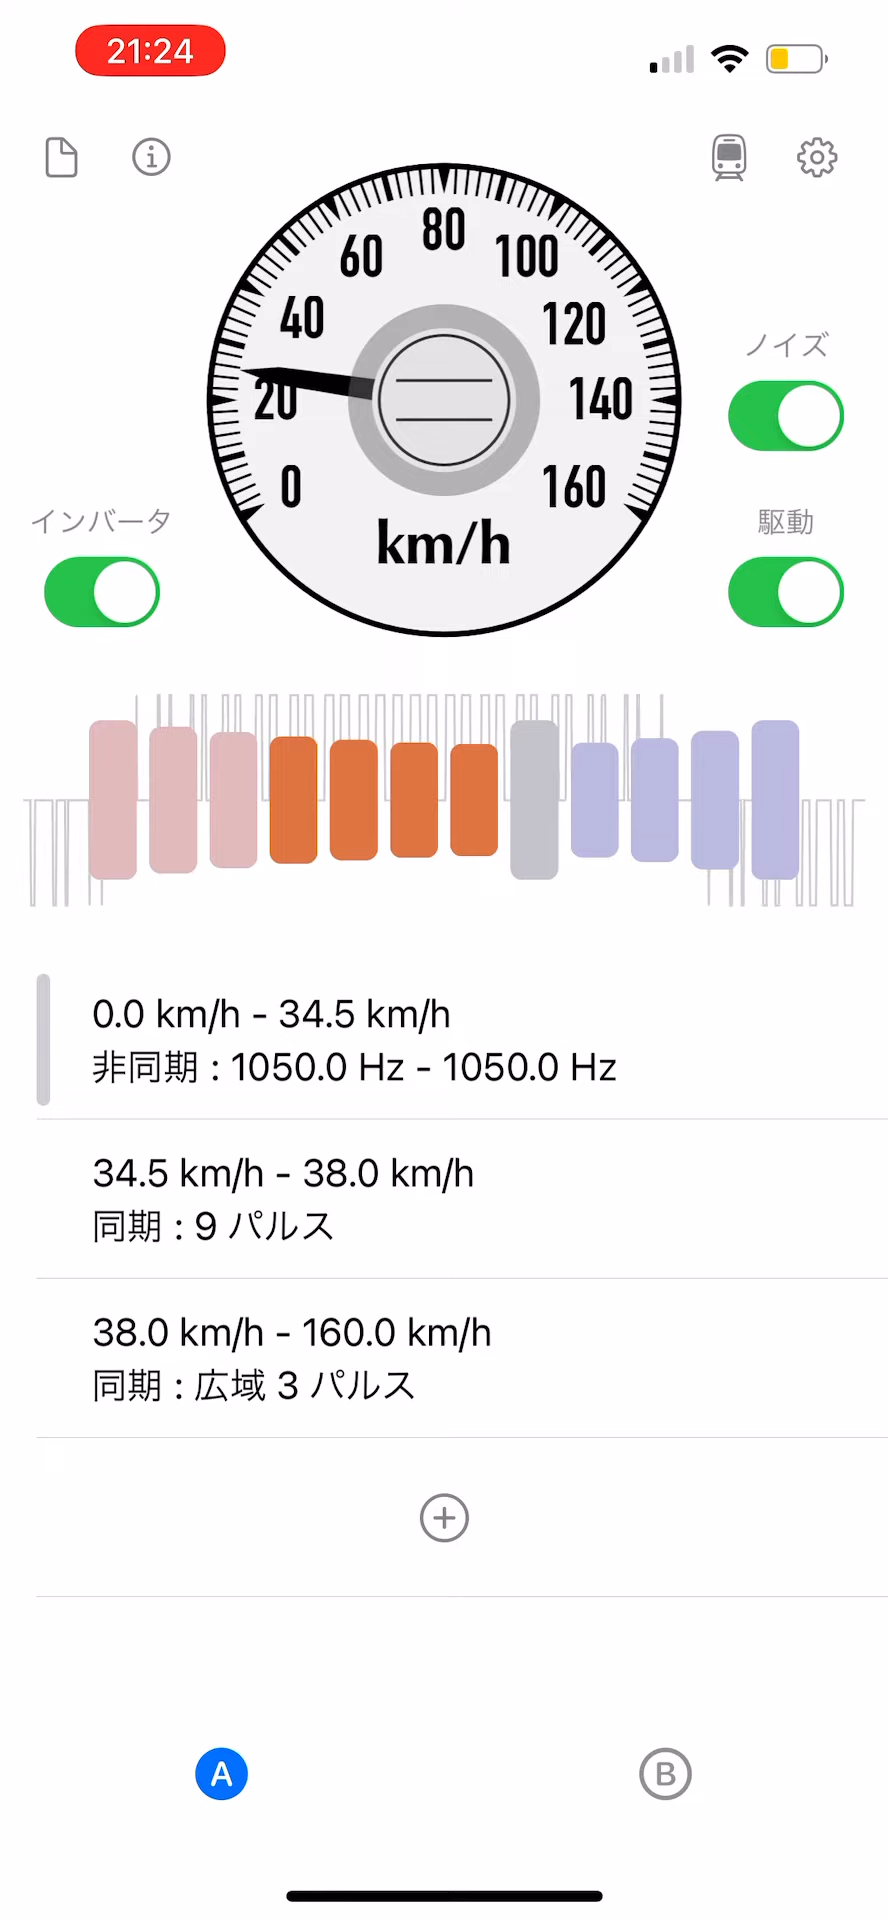 21:24
80
60
100
40
120
20
140
0
160
km/h
ノイズ
インバータ
駆動
0.0 km/h - 34.5 km/h
非同期 : 1050.0 Hz - 1050.0 Hz
34.5 km/h - 38.0 km/h
同期 : 9 パルス
38.0 km/h - 160.0 km/h
同期 : 広域 3 パルス
A
B